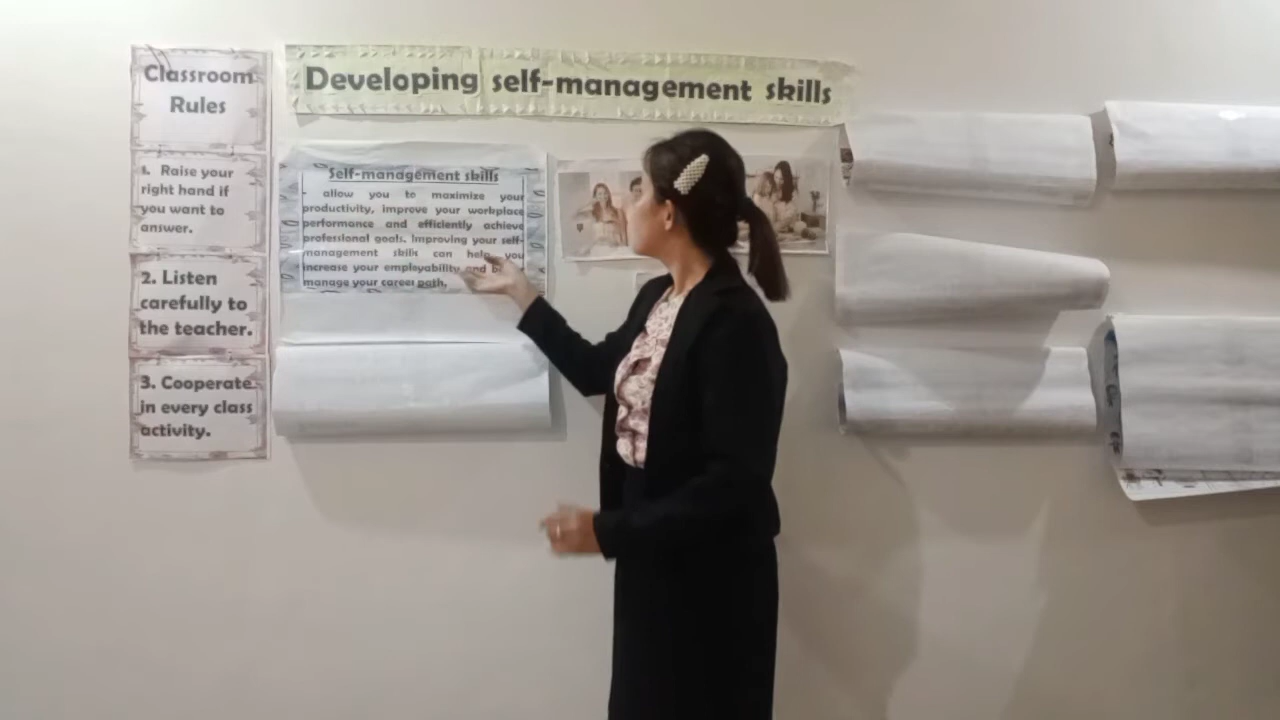 Classroom
Rules
1. Raise your
right hand if
you want to
answer.
2. Listen
carefully to
the teacher.
3. Cooperate
in every class
activity.
Developing self-management skills
Self-management skills
- allow you to maximize your
productivity, improve your workplace
performance and efficiently achieve
professional goals. Improving your self-
management skills can help you
increase your employability and
manage your career path.